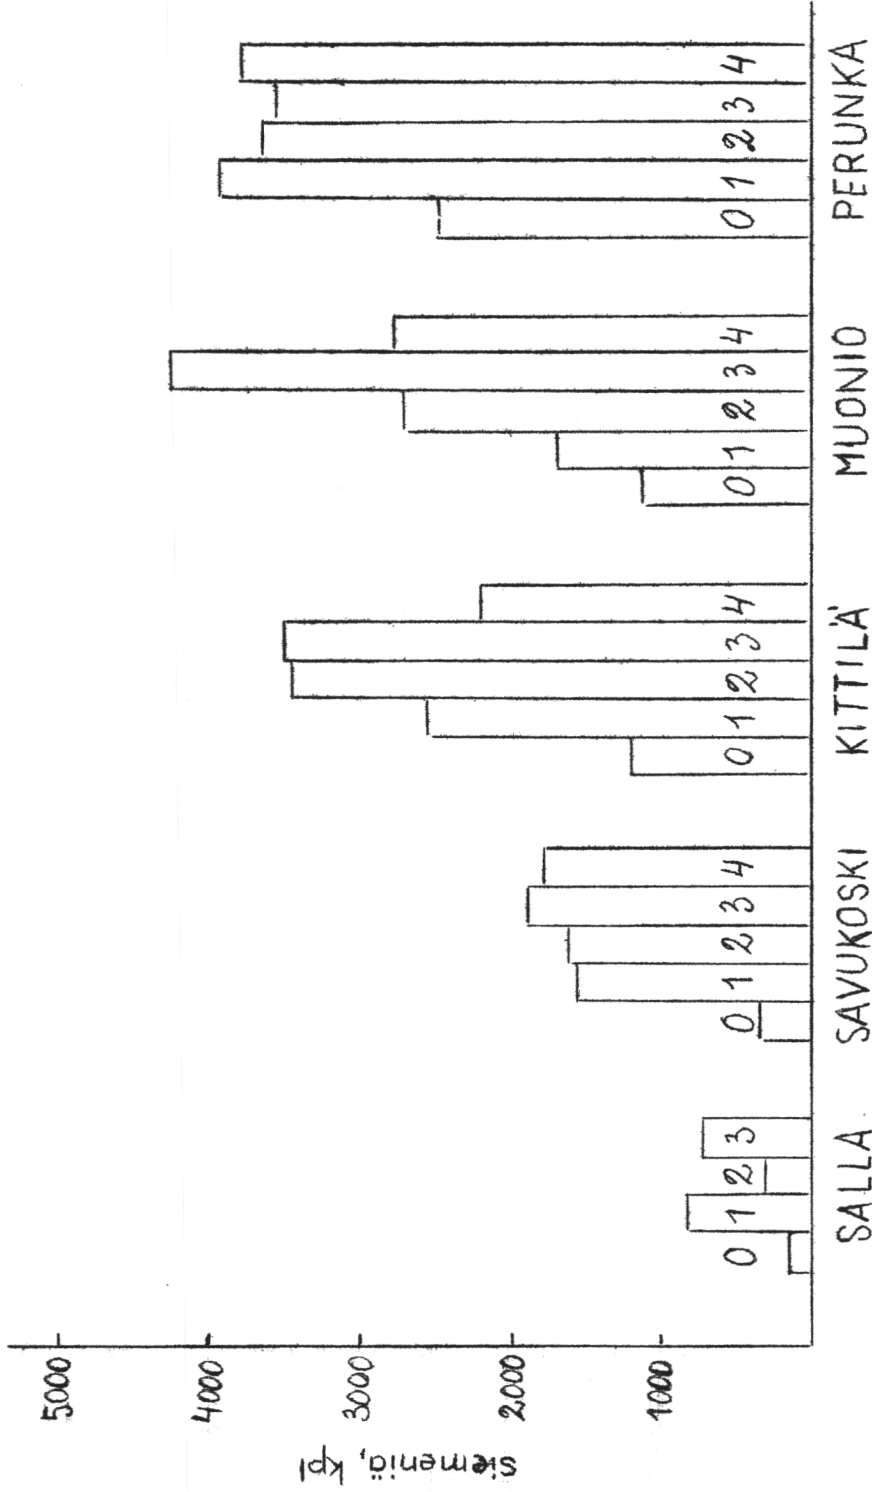 siemeniä, kpl
5000
4000
3000
2000
1000
0 1 2 3
0 1 2 3 4
0 1 2 3 4
0 1 2 3 4
0 1 2 3 4
SALLA SAVUKOSKI KITTILÄ MUONIO PERUNKA